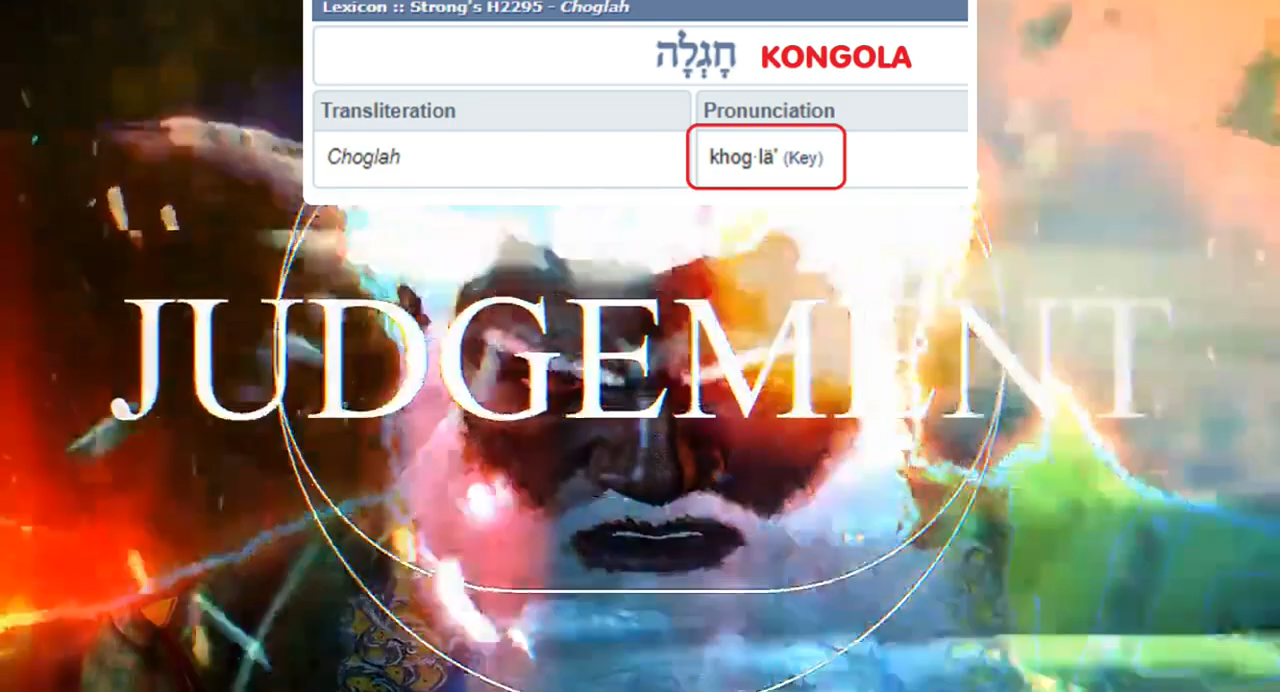 Lexicon :: Strong's H2295 - Choglah
חָגְלָה KONGOLA
Transliteration Pronunciation
Choglah khog·lä' (Key)
JUDGEMENT